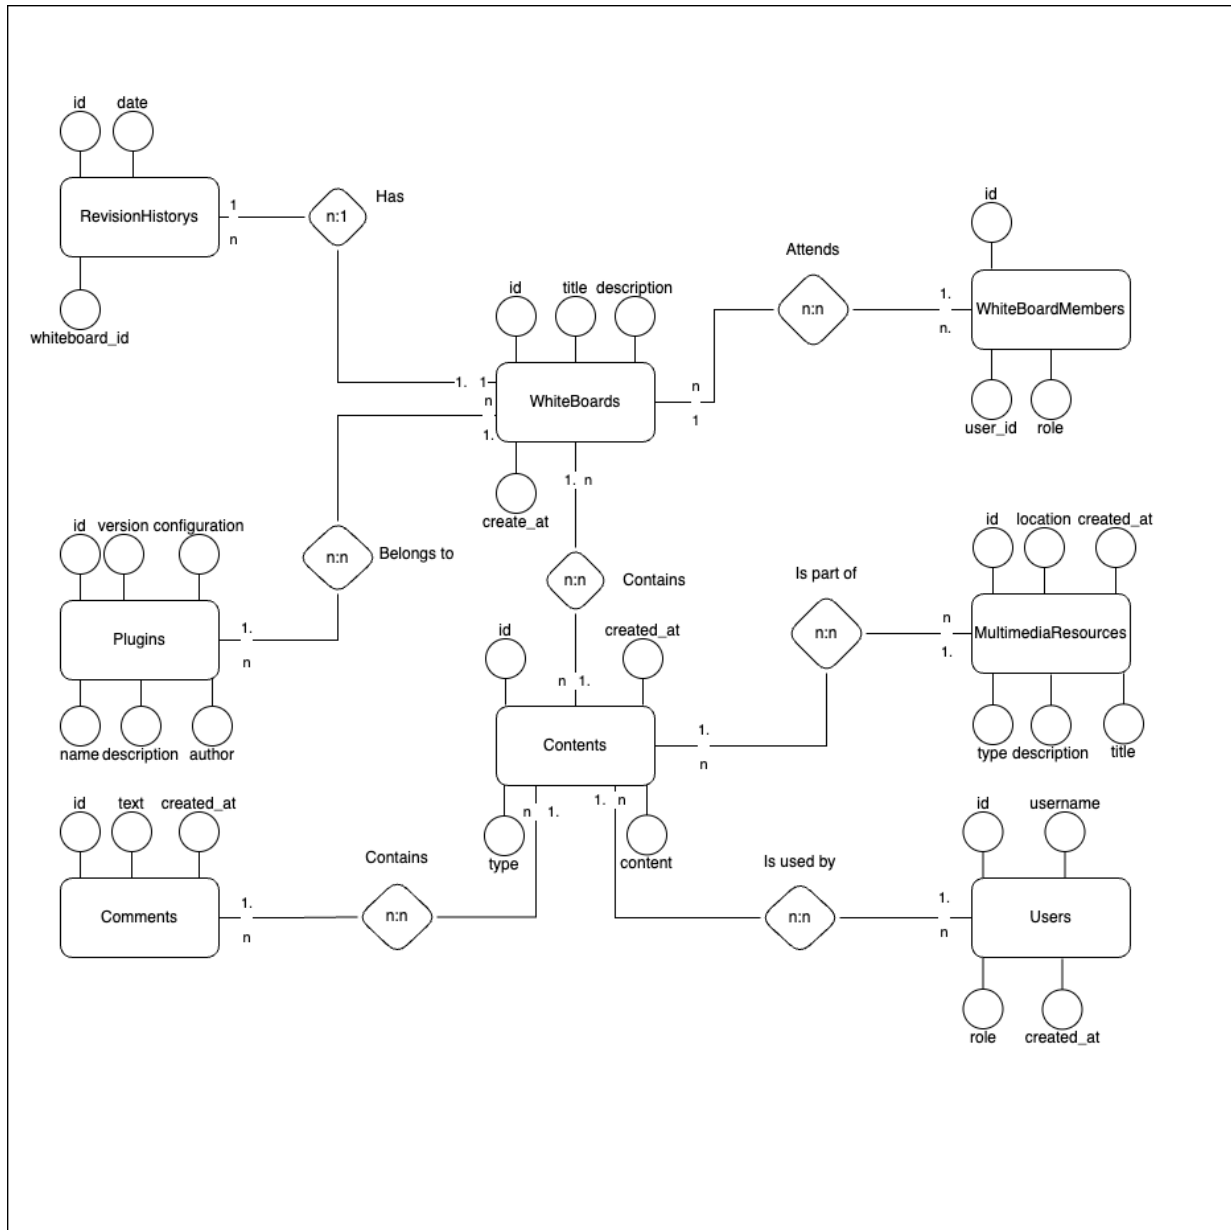 id date
RevisionHistorys
1
n
n:1
Has
whiteboard_id
id
WhiteBoardMembers
1.
n.
user_id role
Attends
n:n
id title description
WhiteBoards
1. 1
n
1.
n
1
create_at
1. n
n:n
Belongs to
n:n
Contains
id version configuration
Plugins
1.
n
name description author
Is part of
n:n
id location created_at
MultimediaResources
n
1.
type description title
id created_at
n 1.
Contents
1.
n
n 1.
1. n
type content
id text created_at
Comments
1.
n
Contains
n:n
Is used by
n:n
id username
Users
1.
n
role created_at